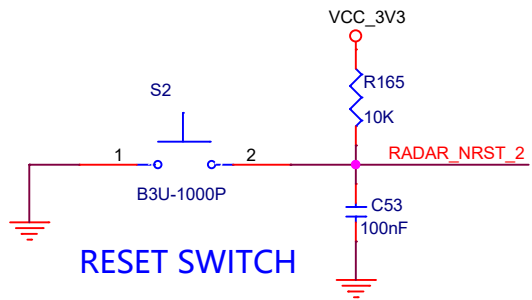 VCC_3V3
S2
R165
10K
1
2
RADAR_NRST_2
B3U-1000P
C53
100nF
RESET SWITCH